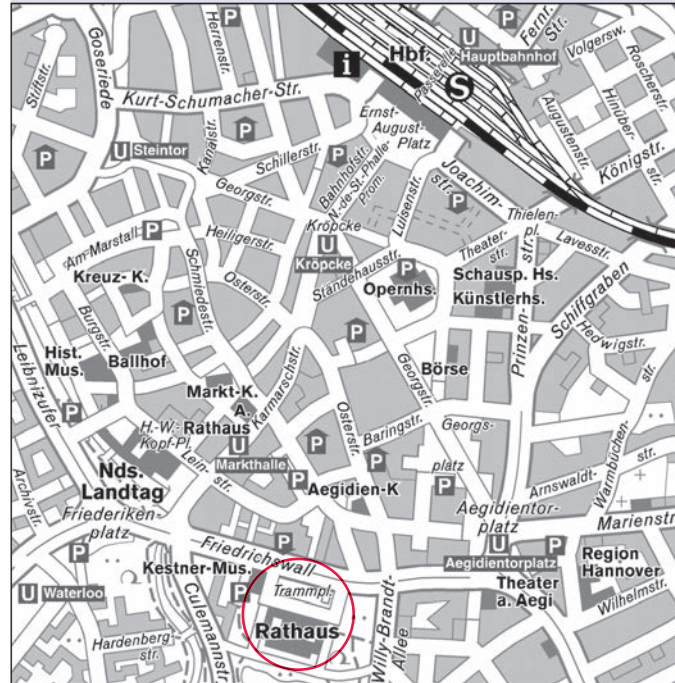 Goseriede
Herrenstr.
Stiftstr.
Kurt-Schumacher-Str.
Hbf.
i
S
Passerelle
U Hauptbahnhof
P
Fernr.
Str.
Volgersw.
Roscherstr.
Hinüber-
str.
Augustenstr.
Königstr.
Ernst-
August-
Platz
P
U Steintor
Kanalstr.
P
Schillerstr.
P
Bahnhofstr.
N.-de-St.-Phalle-
Prom.
Luisenstr.
Joachim-
str.
P
Thielen-
pl.
Georgstr.
Heiligerstr.
Kröpcke
U
Kröpcke
Theater-
str.
Lavesstr.
Am Marstall
P
Schmiedestr.
Osterstr.
Ständehausstr.
P
Opernhs.
Schausp. Hs.
Künstlerhs.
Prinzen-
str.
Schiffgraben
Hedwigstr.
Kreuz-K.
Burgstr.
P
P
Leibnizufer
Hist.
Mus.
Ballhof
Karmarschstr.
Georgstr.
Börse
Markt-K.
A.
Rathaus
P
H.-W.-
Kopf-Pl.
U
Markthalle
Osterstr.
Baringstr.
Georgs-
platz
P
P
P
P
Warmbüchen-
str.
Nds.
Landtag
Lein-
str.
Aegidien-K
Arnswaldt-
str.
Archivstr.
Friederiken-
platz
Aegidientor-
platz
Marienstr.
P
P
Friedrichswall
U
Aegidientorplatz
P
Region
Hannover
Kestner-Mus.
P
Trammpl.
Theater
a. Aegi
Wilhelmstr.
U Waterloo
Culemannstr.
Rathaus
Willy-Brandt-
Allee
Hardenberg-
str.